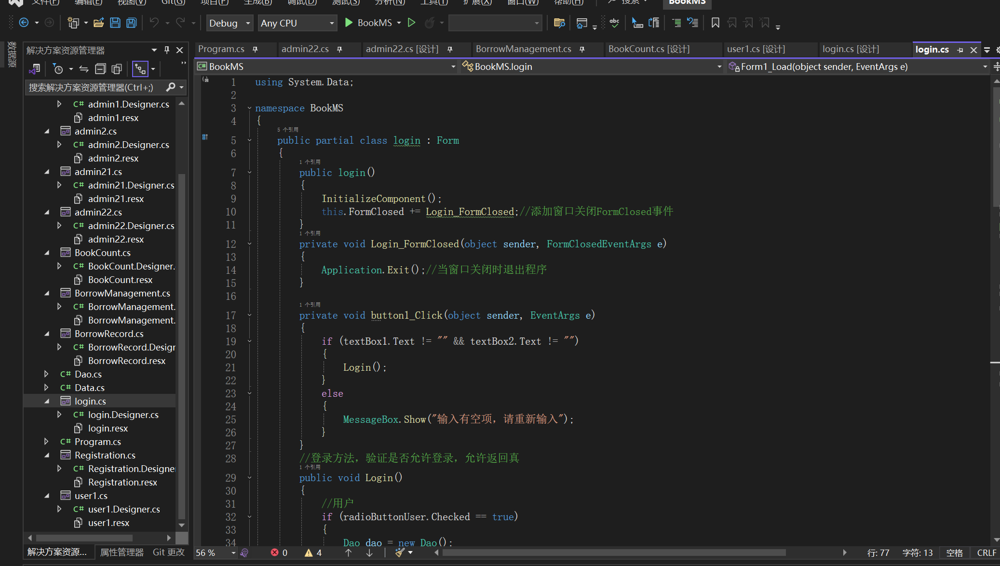 文件(F) 编辑(E) 视图(V) Git(G) 项目(P) 生成(B) 调试(D) 测试(S) 分析(N) 工具(T) 扩展(X) 窗口(W) 帮助(H) 搜索 BookMS
Debug Any CPU BookMS
数据源
解决方案资源管理器
搜索解决方案资源管理器(Ctrl+;)
admin1.Designer.cs
admin1.resx
admin2.cs
admin2.Designer.cs
admin2.resx
admin21.cs
admin21.Designer.cs
admin21.resx
admin22.cs
admin22.Designer.cs
admin22.resx
BookCount.cs
BookCount.Designer.
BookCount.resx
BorrowManagement.cs
BorrowManagement.
BorrowManagement.
BorrowRecord.cs
BorrowRecord.Desigr
BorrowRecord.resx
C# Dao.cs
C# Data.cs
login.cs
C# login.Designer.cs
login.resx
C# Program.cs
Registration.cs
C# Registration.Designe
Registration.resx
user1.cs
C# user1.Designer.cs
user1.resx
解决方案资源... 属性管理器 Git 更改
Program.cs admin22.cs admin22.cs [设计] BorrowManagement.cs BookCount.cs [设计] user1.cs [设计] login.cs [设计] login.cs
C# BookMS BookMS.login Form1_Load(object sender, EventArgs e)
1 using System.Data;
2
3 namespace BookMS
4 {
5 个引用
5 public partial class login : Form
6 {
1 个引用
7 public login()
8 {
9 InitializeComponent();
10 this.FormClosed += Login_FormClosed;//添加窗口关闭FormClosed事件
11 }
1 个引用
12 private void Login_FormClosed(object sender, FormClosedEventArgs e)
13 {
14 Application.Exit();//当窗口关闭时退出程序
15 }
16
1 个引用
17 private void button1_Click(object sender, EventArgs e)
18 {
19 if (textBox1.Text != "" && textBox2.Text != "")
20 {
21 Login();
22 }
23 else
24 {
25 MessageBox.Show("输入有空项，请重新输入");
26 }
27 }
28 //登录方法，验证是否允许登录，允许返回真
1 个引用
29 public void Login()
30 {
31 //用户
32 if (radioButtonUser.Checked == true)
33 {
34 Dao dao = new Dao();
56 % 0 4 行: 77 字符: 13 空格 CRLF